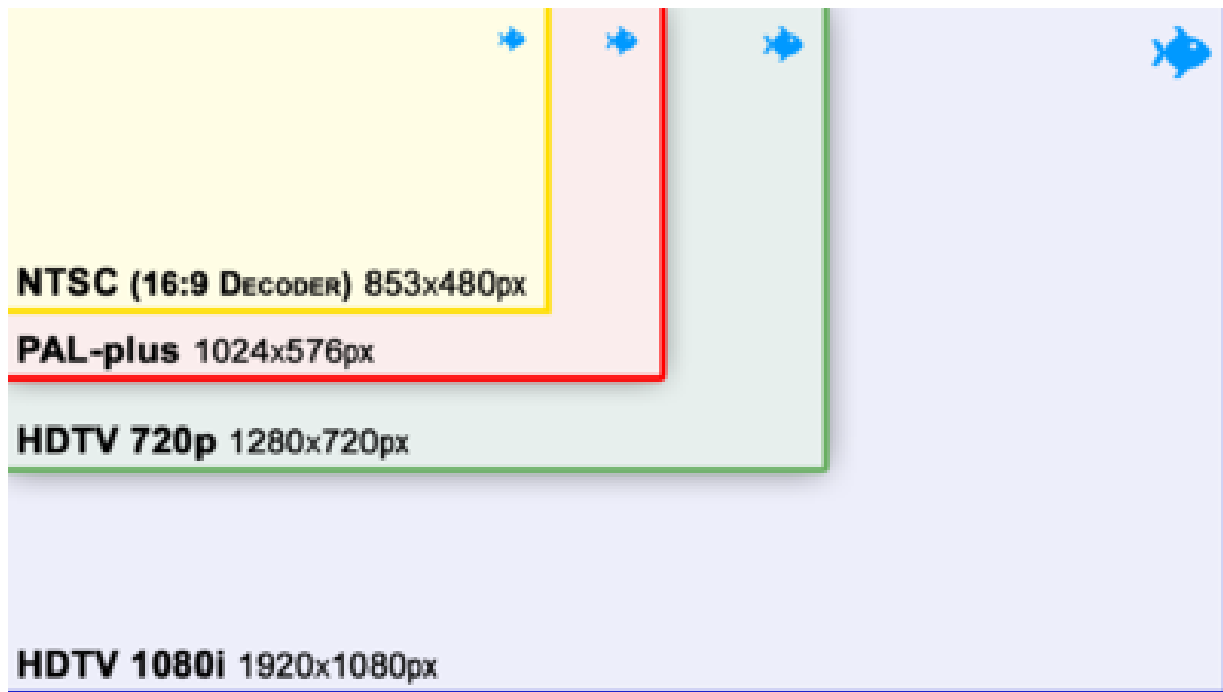 NTSC (16:9 DECODER) 853x480px
PAL-plus 1024x576px
HDTV 720p 1280x720px
HDTV 1080i 1920x1080px